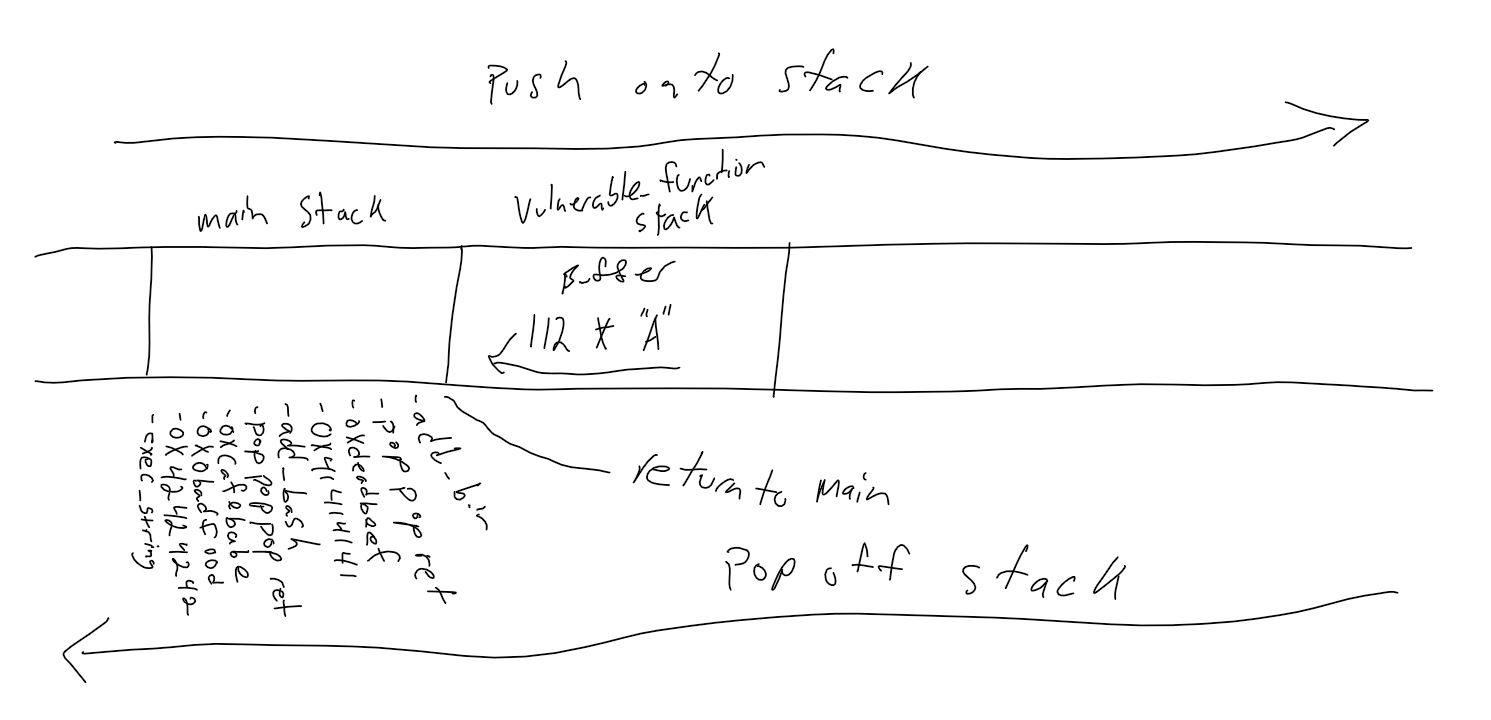 Push onto stack
main Stack
Vulnerable_function
stack
Buffer
112 * "A"
- add_bin
- pop pop ret
- 0xdeadbeef
- 0x41414141
- add_bash
- pop pop pop ret
- 0xcafebabe
- 0x0badf00d
- 0x42424242
- exec_string
return to main
Pop off stack